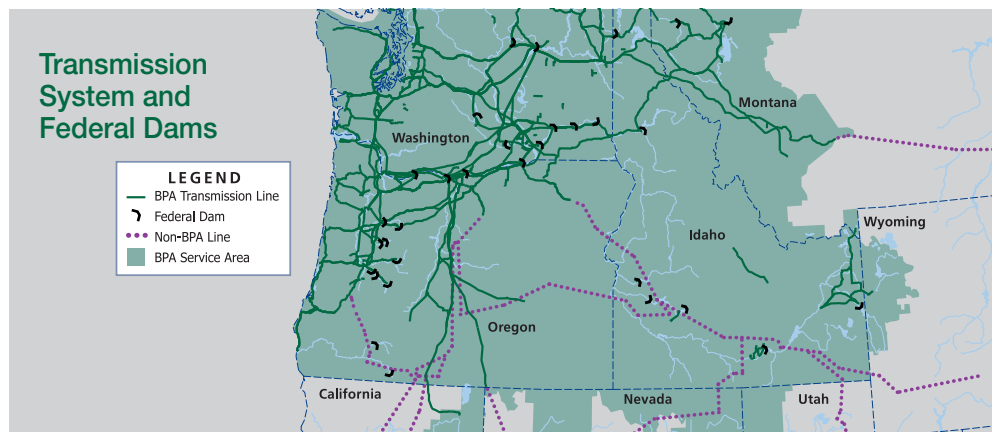 Transmission
System and
Federal Dams
LEGEND
BPA Transmission Line
Federal Dam
Non-BPA Line
BPA Service Area
Washington
Montana
Wyoming
Idaho
Oregon
California
Nevada
Utah